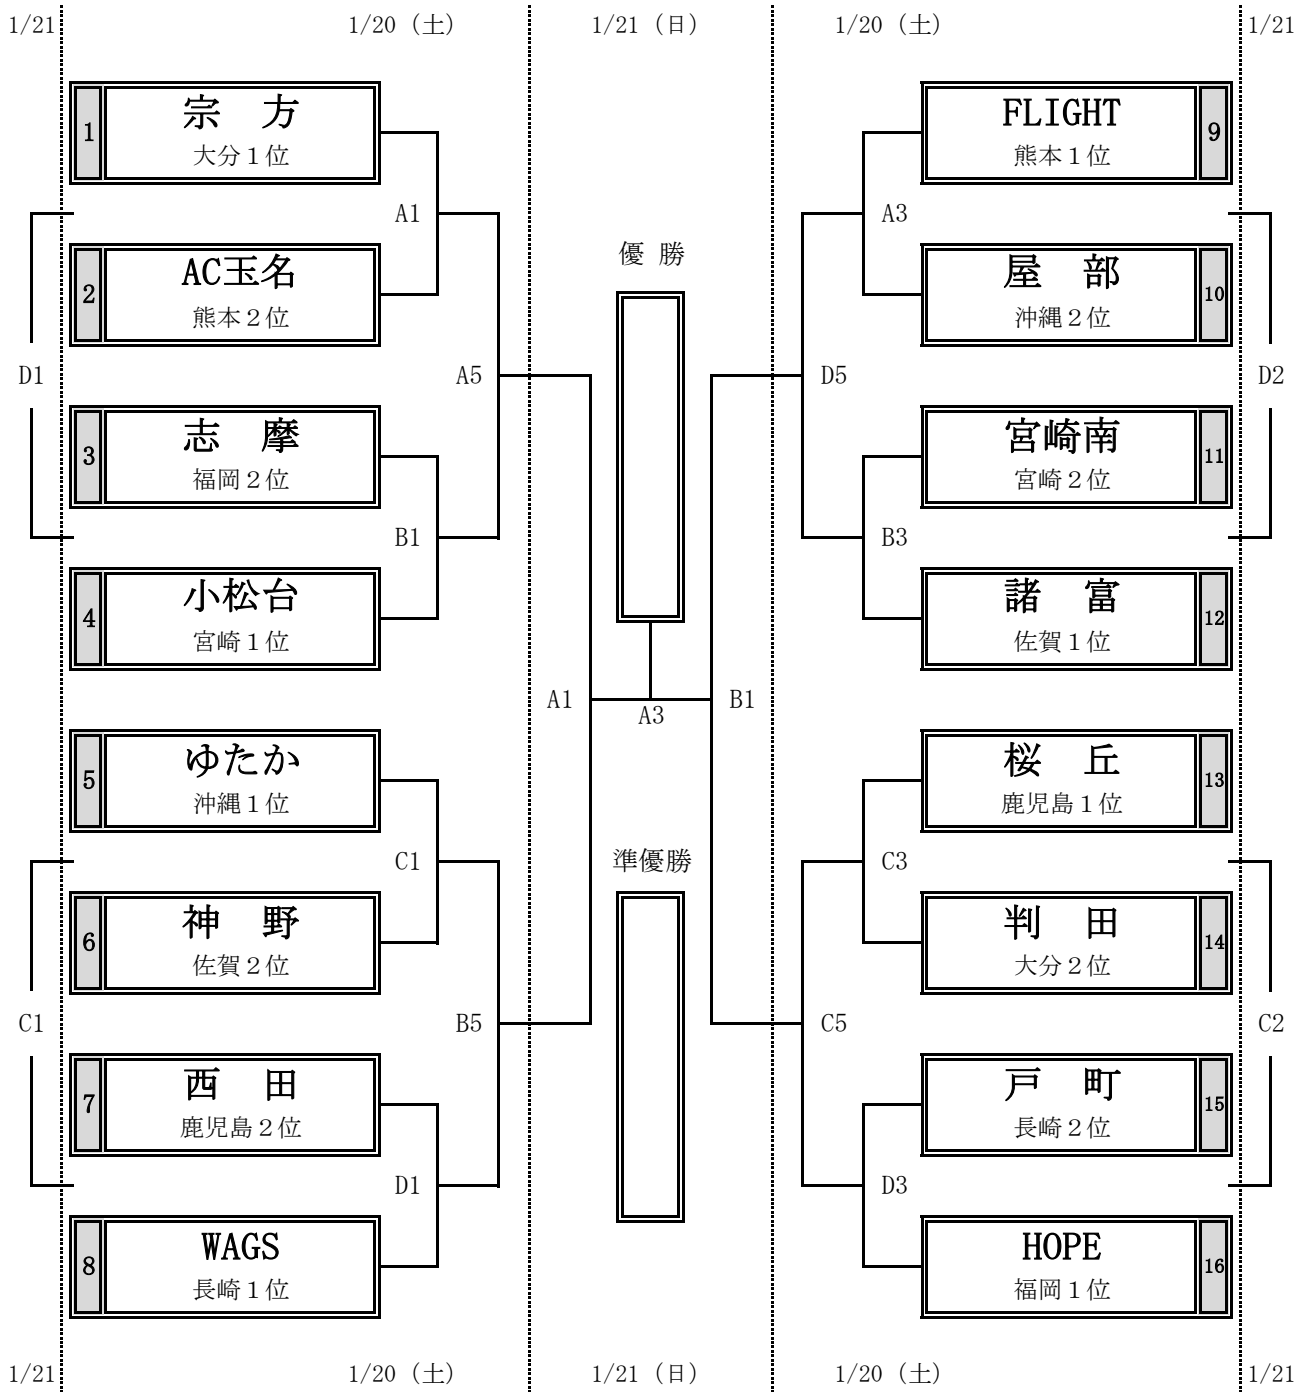 1/21 1/20（土） 1/21（日） 1/20（土） 1/21
1 宗　方 FLIGHT 9
大分１位 熊本１位
A1 A3
優 勝
2 AC玉名 屋　部 10
熊本２位 沖縄２位
D1 A5 D5 D2
3 志　摩 宮崎南 11
福岡２位 宮崎２位
B1 B3
4 小松台 諸　富 12
宮崎１位 佐賀１位
A1 A3 B1
5 ゆたか 桜　丘 13
沖縄１位 鹿児島１位
C1 準優勝 C3
6 神　野 判　田 14
佐賀２位 大分２位
C1 B5 C5 C2
7 西　田 戸　町 15
鹿児島２位 長崎２位
D1 D3
8 WAGS HOPE 16
長崎１位 福岡１位
1/21 1/20（土） 1/21（日） 1/20（土） 1/21